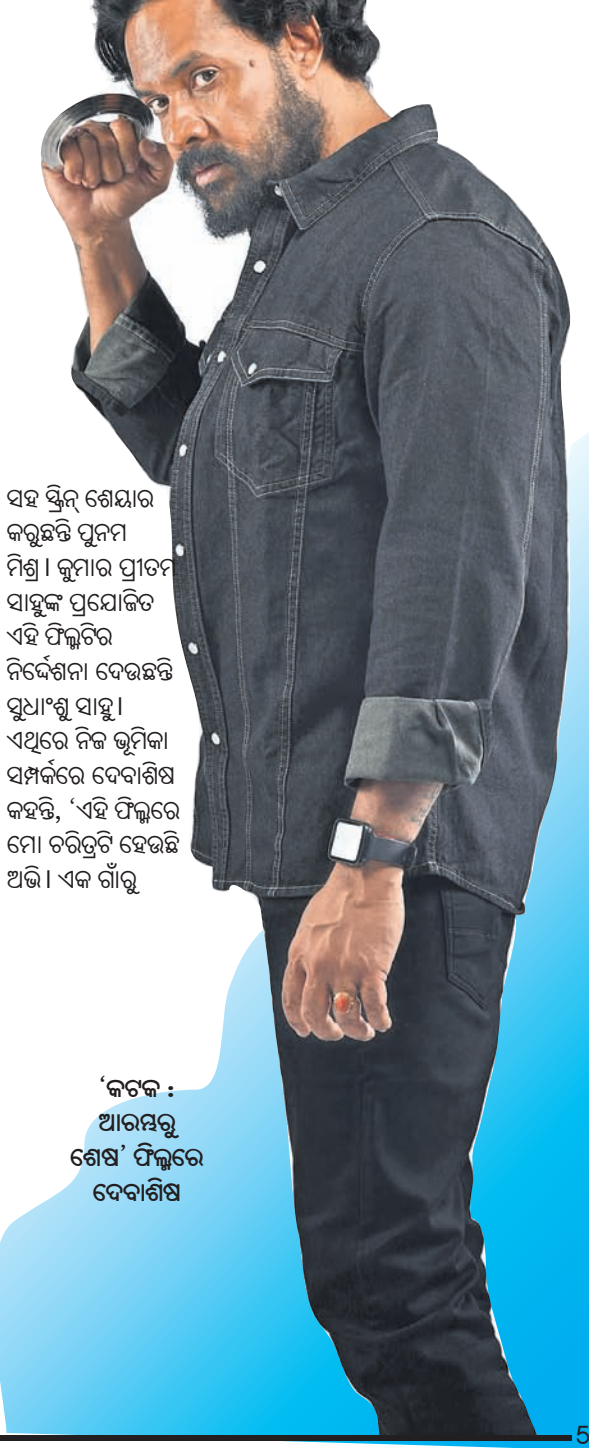 ସହ ସ୍କ୍ରିନ୍ ଶେୟାର
କରୁଛନ୍ତି ପୁନମ
ମିଶ୍ର। କୁମାର ପ୍ରୀତମ
ସାହୁଙ୍କ ପ୍ରଯୋଜିତ
ଏହି ଫିଲ୍ମଟିର
ନିର୍ଦ୍ଦେଶନା ଦେଉଛନ୍ତି
ସୁଧାଂଶୁ ସାହୁ।
ଏଥିରେ ନିଜ ଭୂମିକା
ସମ୍ପର୍କରେ ଦେବାଶିଷ
କହନ୍ତି, ‘ଏହି ଫିଲ୍ମରେ
ମୋ ଚରିତ୍ରଟି ହେଉଛି
ଅଭି। ଏକ ଗାଁରୁ
‘କଟକ :
ଆରମ୍ଭରୁ
ଶେଷ’ ଫିଲ୍ମରେ
ଦେବାଶିଷ
5